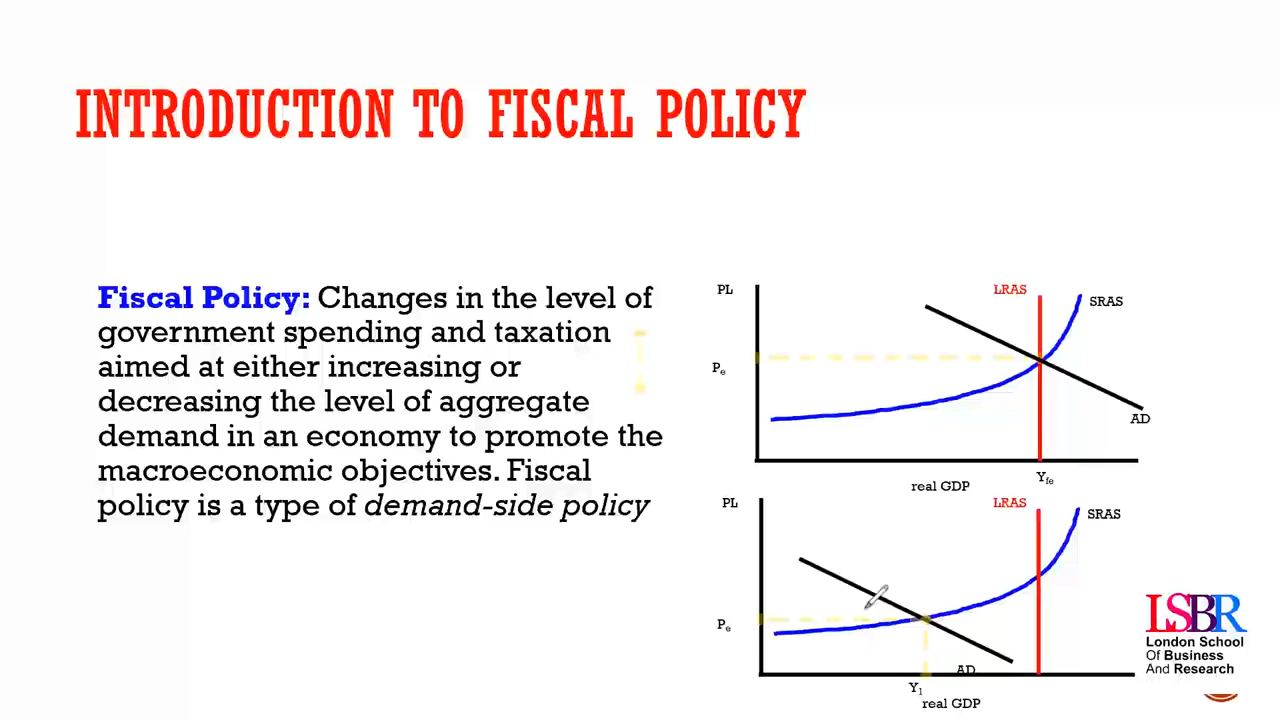 INTRODUCTION TO FISCAL POLICY
Fiscal Policy: Changes in the level of
government spending and taxation
aimed at either increasing or
decreasing the level of aggregate
demand in an economy to promote the
macroeconomic objectives. Fiscal
policy is a type of demand-side policy
PL
LRAS
SRAS
Pe
AD
Yfe
real GDP
PL
LRAS
SRAS
Pe
AD
Y1
real GDP
LSBR
London School
Of Business
And Research